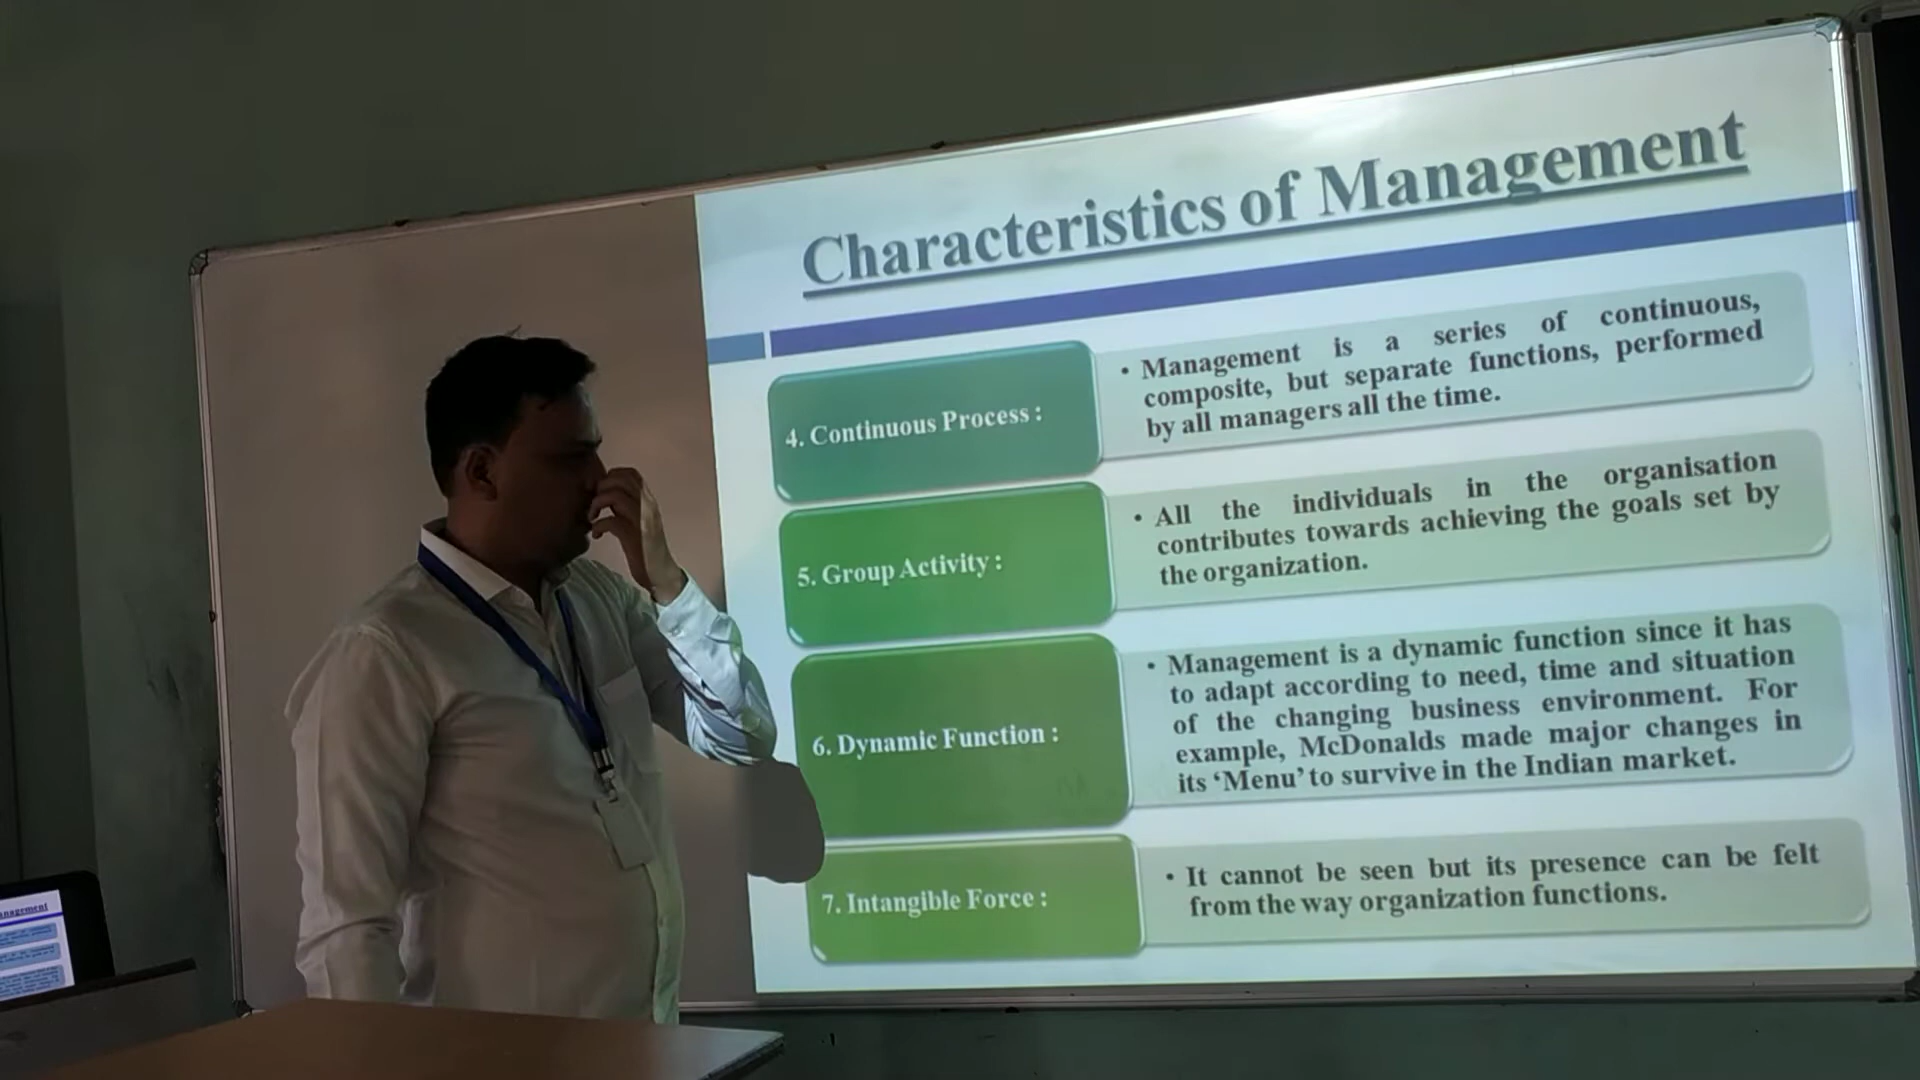 Characteristics of Management
4. Continuous Process :
• Management is a series of continuous,
composite, but separate functions, performed
by all managers all the time.
5. Group Activity :
• All the individuals in the organisation
contributes towards achieving the goals set by
the organization.
6. Dynamic Function :
• Management is a dynamic function since it has
to adapt according to need, time and situation
of the changing business environment. For
example, McDonalds made major changes in
its ‘Menu’ to survive in the Indian market.
7. Intangible Force :
• It cannot be seen but its presence can be felt
from the way organization functions.